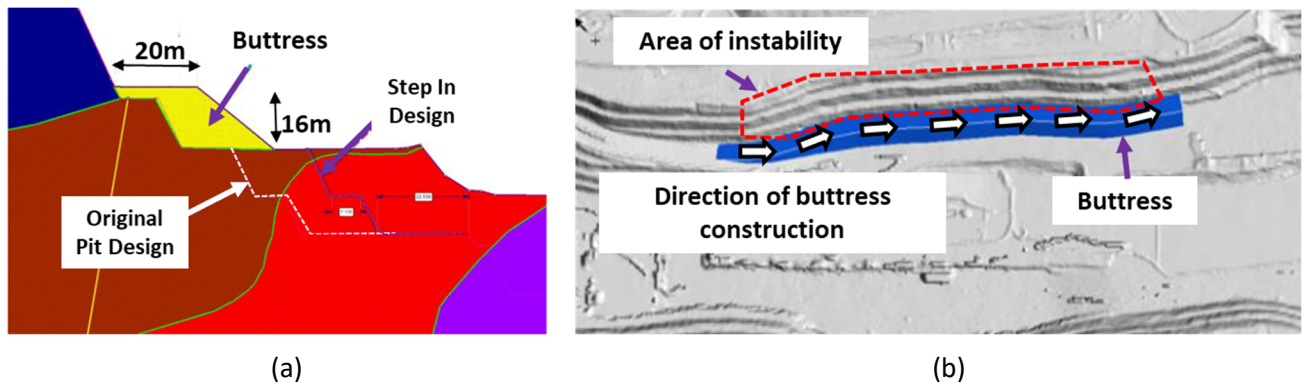 20m
Buttress
16m
Step In
Design
Original
Pit Design
(a)
Area of instability
Direction of buttress
construction
Buttress
(b)